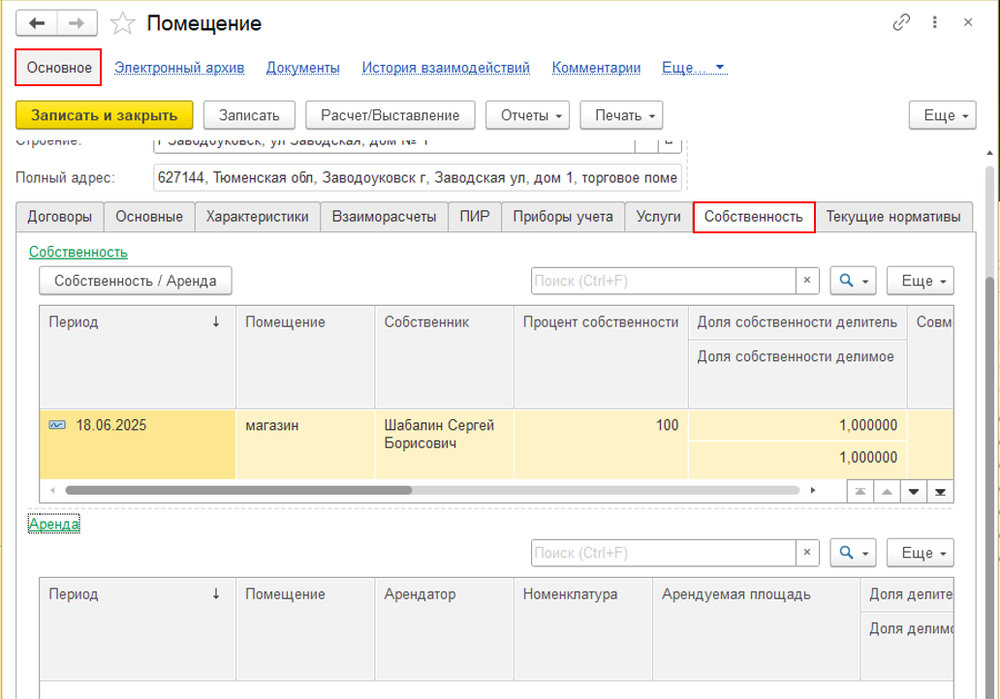 Помещение
Основное Электронный архив Документы История взаимодействий Комментарии Еще...
Записать и закрыть Записать Расчет/Выставление Отчеты Печать Еще
Строение: г Заводоуковск, ул Заводская, дом № 1
Полный адрес: 627144, Тюменская обл, Заводоуковск г, Заводская ул, дом 1, торговое поме
Договоры Основные Характеристики Взаиморасчеты ПИР Приборы учета Услуги Собственность Текущие нормативы
Собственность
Собственность / Аренда Поиск (Ctrl+F) Еще
Период Помещение Собственник Процент собственности Доля собственности делитель Совм
Доля собственности делимое
18.06.2025 магазин Шабалин Сергей 100 1,000000
Борисович
1,000000
Аренда
Поиск (Ctrl+F) Еще
Период Помещение Арендатор Номенклатура Арендуемая площадь Доля делите
Доля делимо